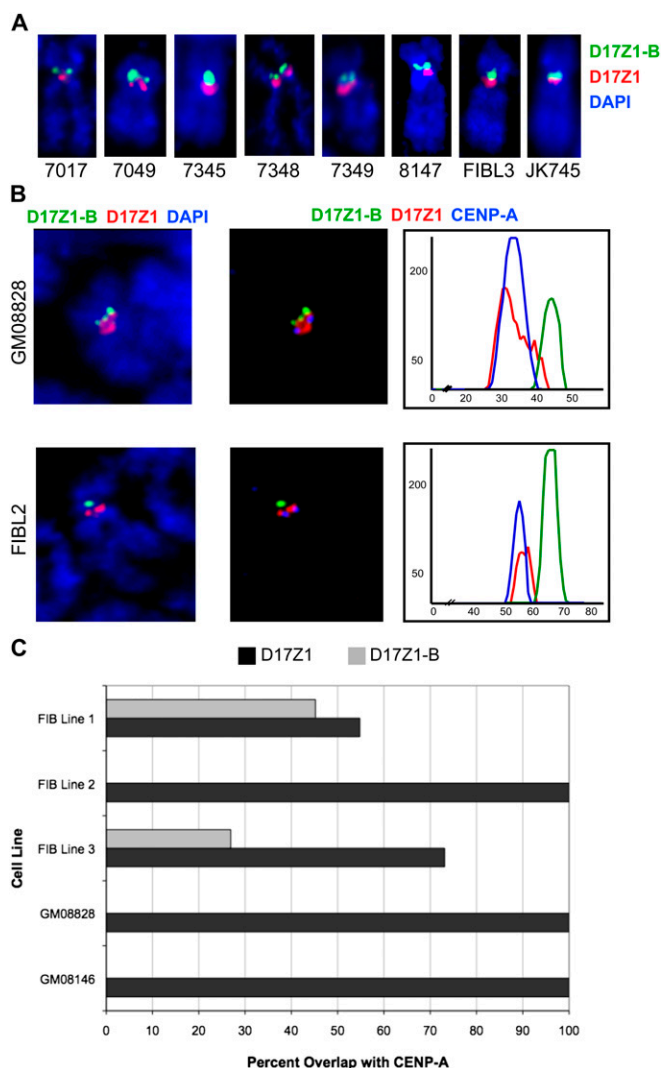 A
D17Z1-B
D17Z1
DAPI
7017 7049 7345 7348 7349 8147 FIBL3 JK745
B
D17Z1-B D17Z1 DAPI
D17Z1-B D17Z1 CENP-A
GM08828
200
50
0 20 30 40 50
FIBL2
200
50
0 40 50 60 70 80
C
D17Z1 D17Z1-B
FIB Line 1
FIB Line 2
FIB Line 3
GM08828
GM08146
Cell Line
0 10 20 30 40 50 60 70 80 90 100
Percent Overlap with CENP-A